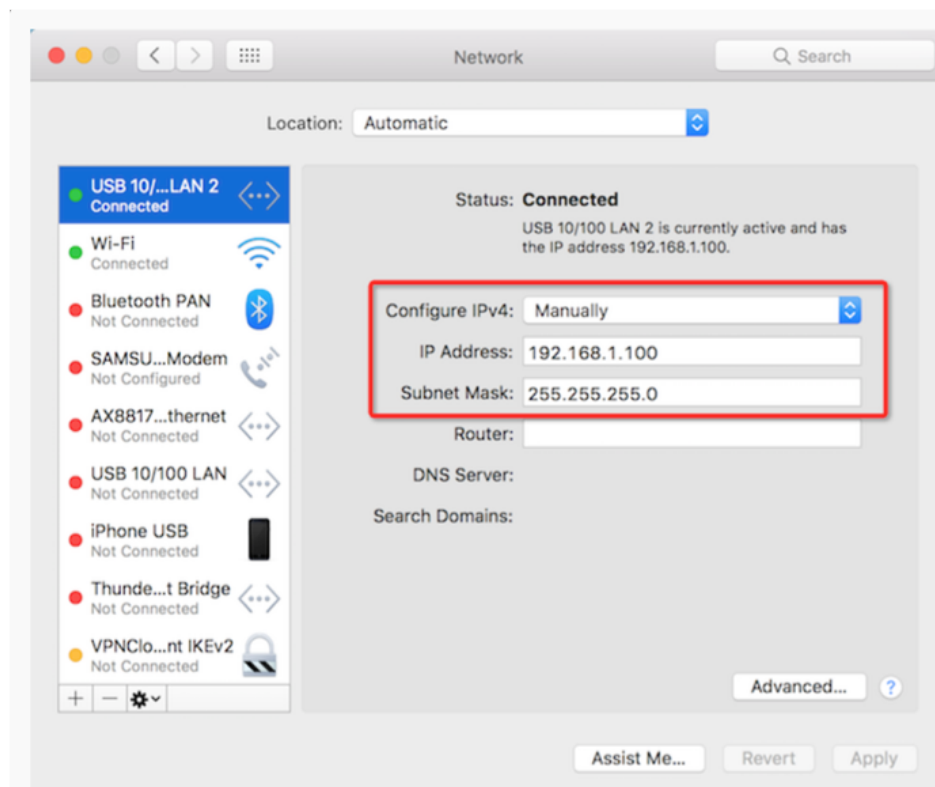 Network
Search
Location: Automatic
USB 10/...LAN 2
Connected
Wi-Fi
Connected
Bluetooth PAN
Not Connected
SAMSU...Modem
Not Configured
AX8817...thernet
Not Connected
USB 10/100 LAN
Not Connected
iPhone USB
Not Connected
Thunde...t Bridge
Not Connected
VPNClo...nt IKEv2
Not Connected
Status: Connected
USB 10/100 LAN 2 is currently active and has
the IP address 192.168.1.100.
Configure IPv4: Manually
IP Address: 192.168.1.100
Subnet Mask: 255.255.255.0
Router:
DNS Server:
Search Domains:
Advanced... ?
Assist Me... Revert Apply